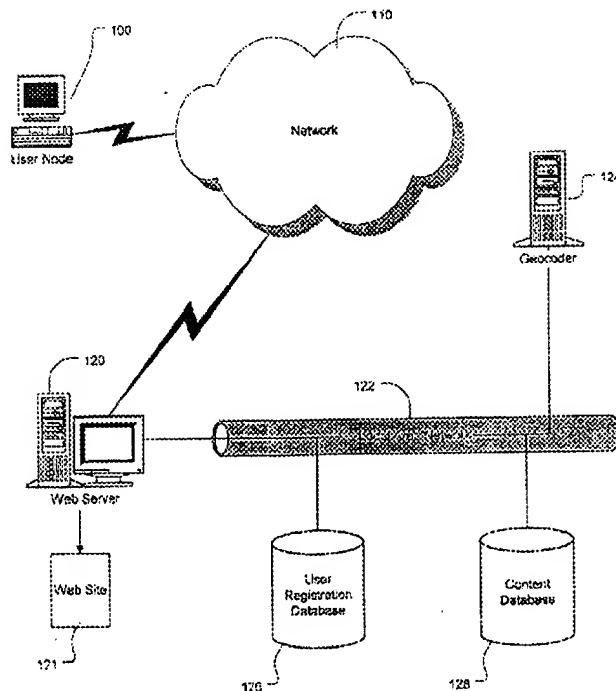 100
110
User Node
Network
124
Geocoder
120
122
Web Server
Web Site
User
Registration
Database
Content
Database
121
126
128